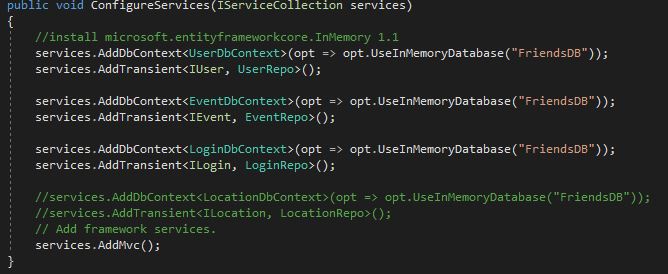 public void ConfigureServices(IServiceCollection services)
{
//install microsoft.entityframeworkcore.InMemory 1.1
services.AddDbContext<UserDbContext>(opt => opt.UseInMemoryDatabase("FriendsDB"));
services.AddTransient<IUser, UserRepo>();
services.AddDbContext<EventDbContext>(opt => opt.UseInMemoryDatabase("FriendsDB"));
services.AddTransient<IEvent, EventRepo>();
services.AddDbContext<LoginDbContext>(opt => opt.UseInMemoryDatabase("FriendsDB"));
services.AddTransient<ILogin, LoginRepo>();
//services.AddDbContext<LocationDbContext>(opt => opt.UseInMemoryDatabase("FriendsDB"));
//services.AddTransient<ILocation, LocationRepo>();
// Add framework services.
services.AddMvc();
}